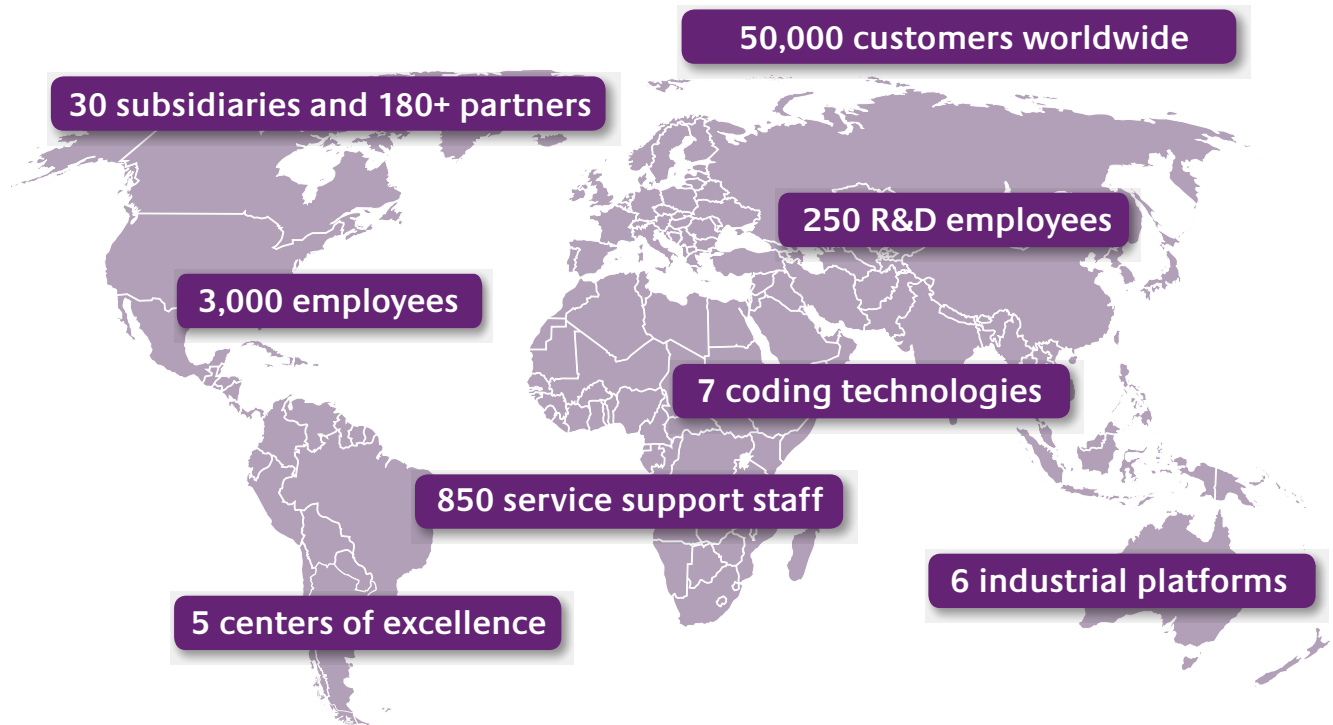 50,000 customers worldwide
30 subsidiaries and 180+ partners
250 R&D employees
3,000 employees
7 coding technologies
850 service support staff
6 industrial platforms
5 centers of excellence